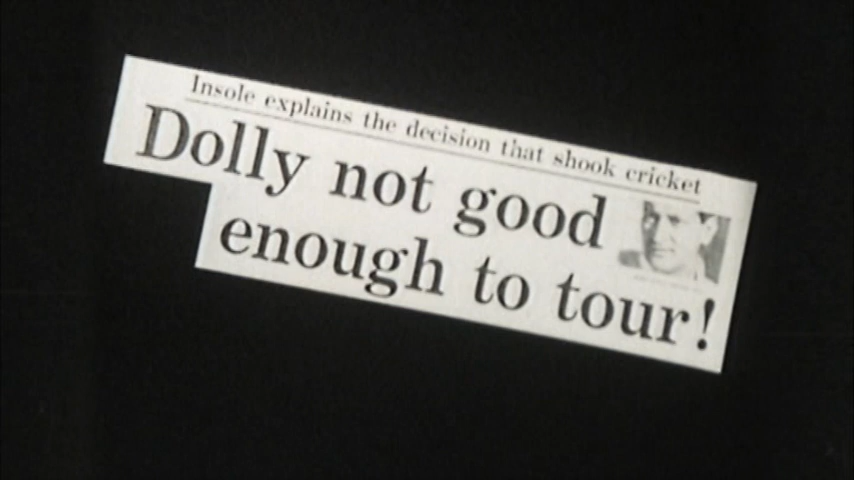 Insole explains the decision that shook cricket
Dolly not good
enough to tour!